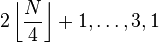 2⌊N/4⌋ + 1, . . . , 3, 1